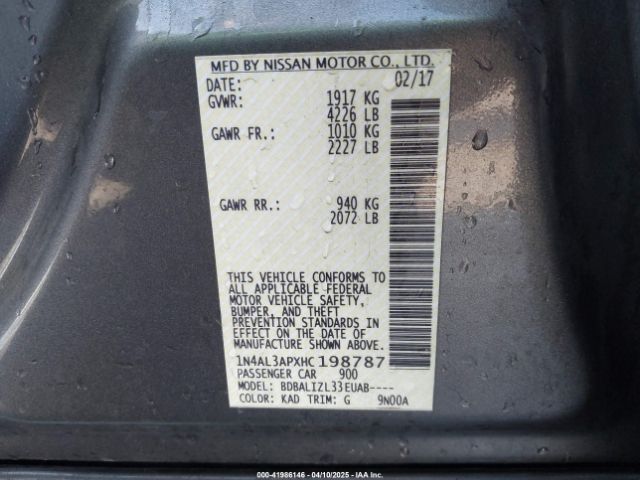 MFD BY NISSAN MOTOR CO., LTD.
DATE: 02/17
GVWR: 1917 KG
4226 LB
GAWR FR.: 1010 KG
2227 LB
GAWR RR.: 940 KG
2072 LB
THIS VEHICLE CONFORMS TO
ALL APPLICABLE FEDERAL
MOTOR VEHICLE SAFETY,
BUMPER, AND THEFT
PREVENTION STANDARDS IN
EFFECT ON THE DATE OF
MANUFACTURE SHOWN ABOVE.
1N4AL3APXHC198787
PASSENGER CAR 900
MODEL: BDBALIZL33EUAB----
COLOR: KAD TRIM: G 9N00A
000-41986146 - 04/10/2025 - IAAI.COM